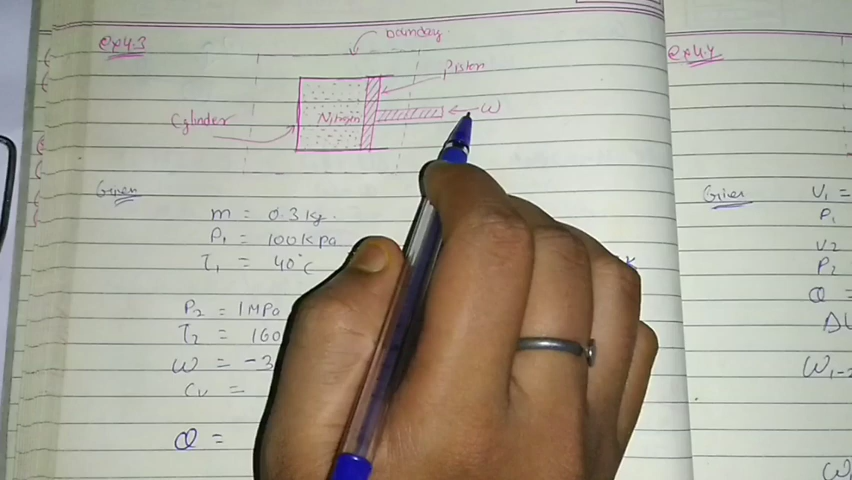 ex4.3
boundary
Piston
Cylinder
Nitrogen
W
Given
m = 0.3 kg.
P1 = 100 KPa
T1 = 40°C
P2 = 1 MPa
T2 = 160
W = -3
Cv =
Q =
ex4.4
Given
V1 =
P1
V2
P2
Q =
ΔU
W1-2